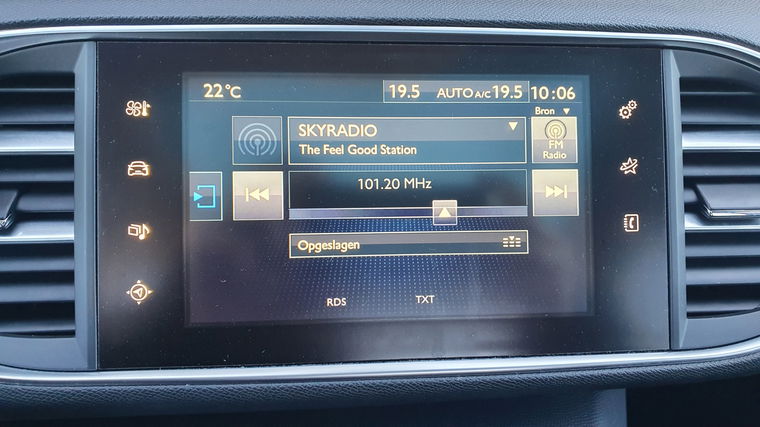 22°C
19.5 AUTO A/C 19.5 10:06
Bron
SKYRADIO
The Feel Good Station
FM
Radio
101.20 MHz
Opgeslagen
RDS TXT